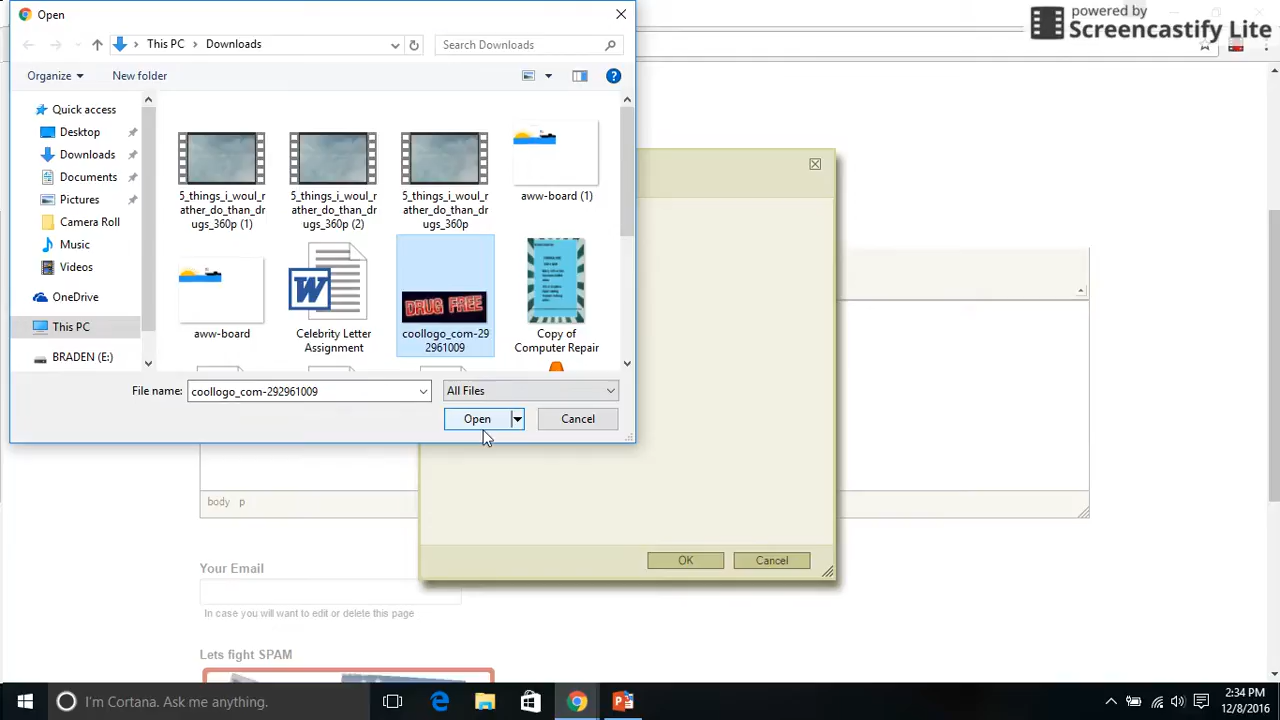 Open
powered by
Screencastify Lite
This PC
Downloads
Search Downloads
Organize
New folder
Quick access
Desktop
Downloads
Documents
Pictures
Camera Roll
Music
Videos
OneDrive
This PC
BRADEN (E:)
5_things_i_woul_r
ather_do_than_dr
ugs_360p (1)
5_things_i_woul_r
ather_do_than_dr
ugs_360p (2)
5_things_i_woul_r
ather_do_than_dr
ugs_360p
aww-board (1)
aww-board
W
Celebrity Letter
Assignment
DRUG FREE
coollogo_com-29
2961009
Copy of
Computer Repair
File name:
coollogo_com-292961009
All Files
Open
Cancel
body p
OK
Cancel
Your Email
In case you will want to edit or delete this page
Lets fight SPAM
I'm Cortana. Ask me anything.
2:34 PM
12/8/2016